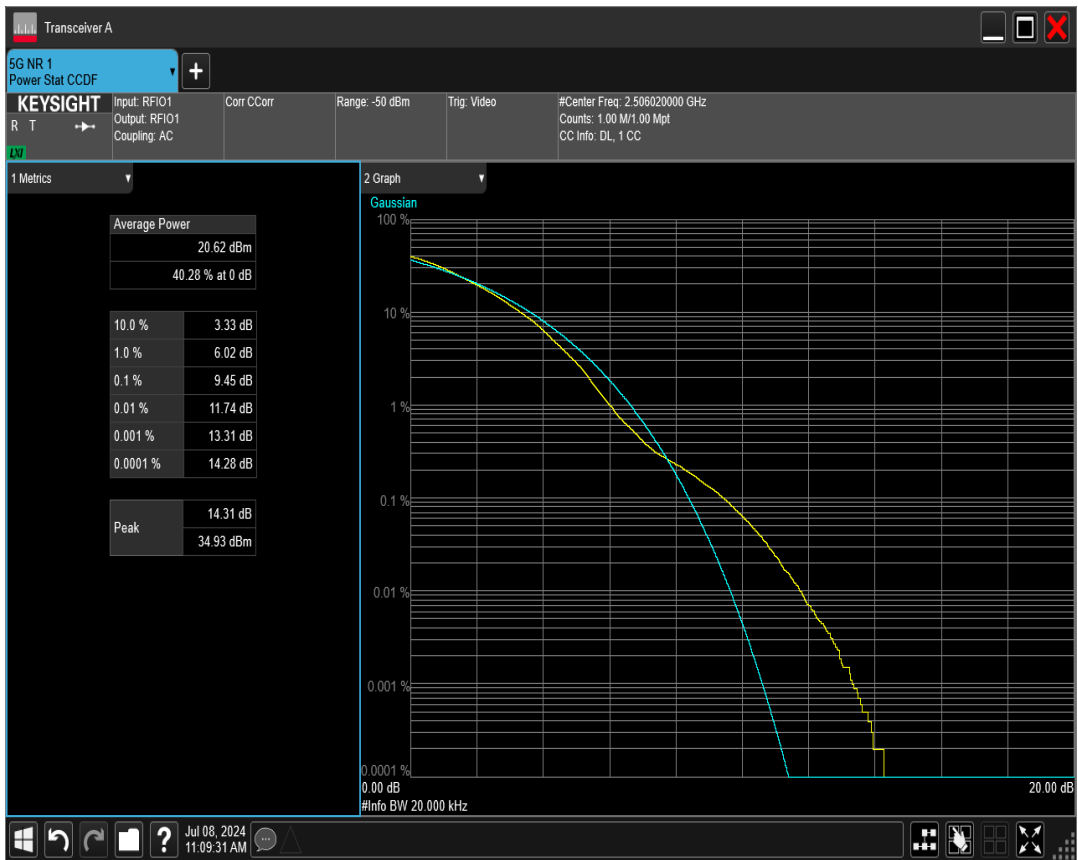 Transceiver A
5G NR 1
Power Stat CCDF
KEYSIGHT
R T
LXI
Input: RFIO1
Output: RFIO1
Coupling: AC
Corr CCorr
Range: -50 dBm
Trig: Video
#Center Freq: 2.506020000 GHz
Counts: 1.00 M/1.00 Mpt
CC Info: DL, 1 CC
1 Metrics
Average Power
20.62 dBm
40.28 % at 0 dB
10.0 % 3.33 dB
1.0 % 6.02 dB
0.1 % 9.45 dB
0.01 % 11.74 dB
0.001 % 13.31 dB
0.0001 % 14.28 dB
Peak
14.31 dB
34.93 dBm
2 Graph
Gaussian
100 %
10 %
1 %
0.1 %
0.01 %
0.001 %
0.0001 %
0.00 dB 20.00 dB
#Info BW 20.000 kHz
?
Jul 08, 2024
11:09:31 AM